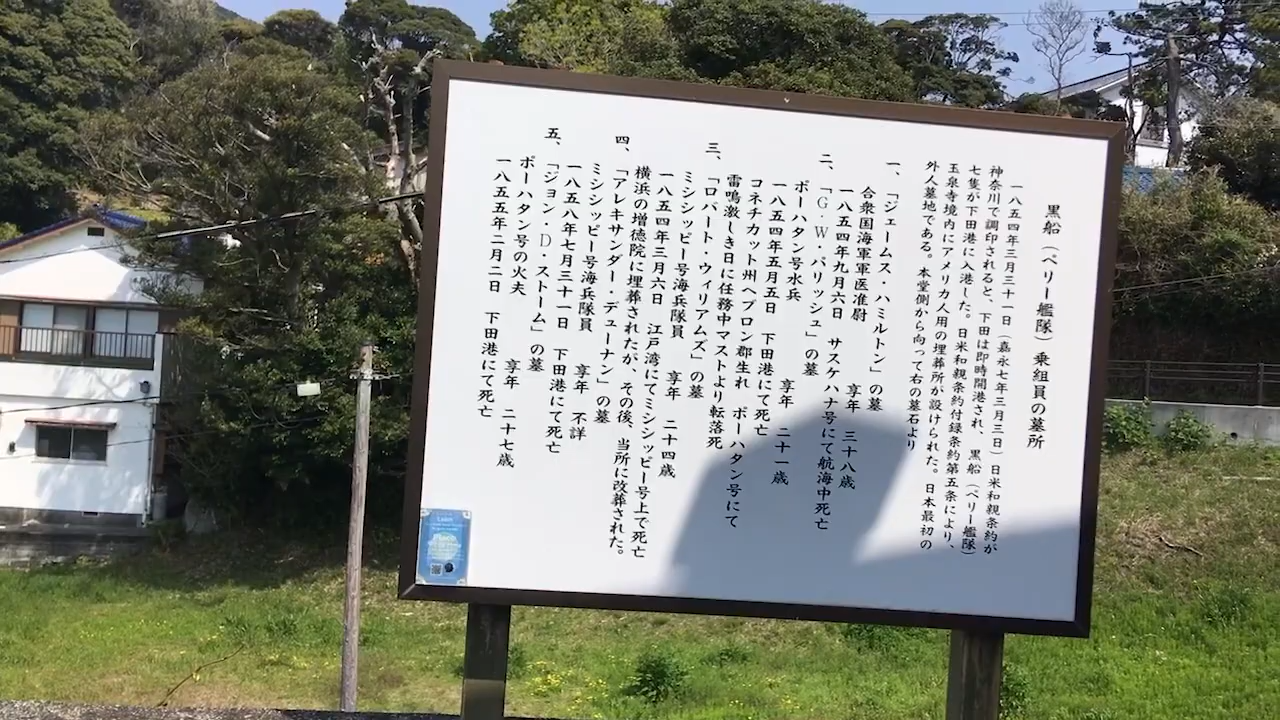 黒船（ペリー艦隊）乗組員の墓所
一八五四年三月三十一日（嘉永七年三月三日）日米和親条約が
神奈川で調印されると、下田は即時開港され、黒船（ペリー艦隊）
七隻が下田港に入港した。日米和親条約付録条約第五条により、
玉泉寺境内にアメリカ人用の埋葬所が設けられた。日本最初の
外人墓地である。本堂側から向って右の墓石より
一、「ジェームス・ハミルトン」の墓
合衆国海軍軍医准尉　享年　三十八歳
一八五四年九月六日　サスケハナ号にて航海中死亡
二、「G・W・パリッシュ」の墓
ポーハタン号水兵　享年　二十一歳
一八五四年五月五日　下田港にて死亡
コネチカット州ヘブロン郡生れ　ポーハタン号にて
雷鳴激しき日に任務中マストより転落死
三、「ロバート・ウィリアムズ」の墓
ミシシッピー号海兵隊員　享年　二十四歳
一八五四年三月六日　江戸湾にてミシシッピー号上で死亡
横浜の増徳院に埋葬されたが、その後、当所に改葬された。
四、「アレキサンダー・デューナン」の墓
ミシシッピー号海兵隊員　享年　不詳
一八五八年七月三十一日　下田港にて死亡
五、「ジョン・D・ストーム」の墓
ポーハタン号の火夫　享年　二十七歳
一八五五年二月二日　下田港にて死亡